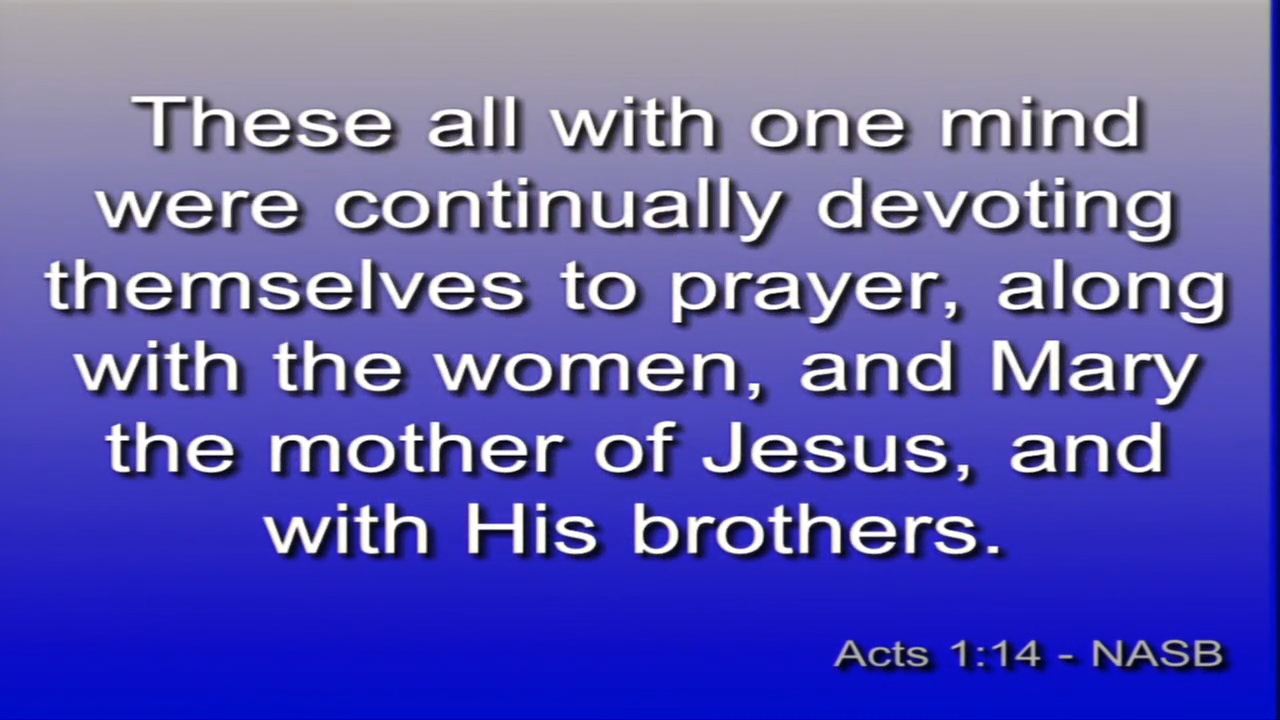 These all with one mind
were continually devoting
themselves to prayer, along
with the women, and Mary
the mother of Jesus, and
with His brothers.
Acts 1:14 - NASB